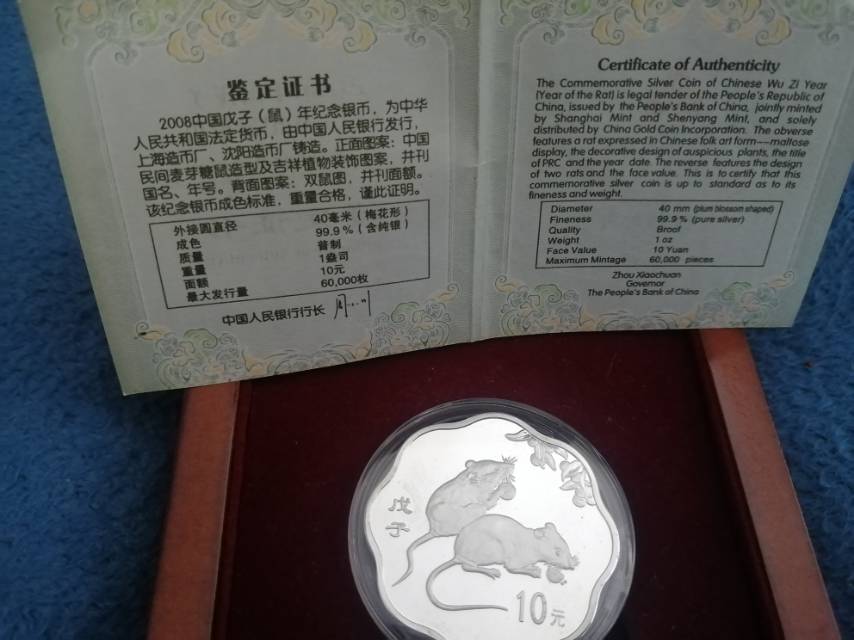 鉴定证书
2008中国戊子（鼠）年纪念银币，为中华
人民共和国法定货币，由中国人民银行发行，
上海造币厂、沈阳造币厂铸造。正面图案：中国
民间麦芽糖鼠造型及吉祥植物装饰图案，并刊
国名、年号。背面图案：双鼠图，并刊面额。
该纪念银币成色标准，重量合格，谨此证明。
外接圆直径 40毫米（梅花形）
成色 99.9%（含纯银）
质量 普制
重量 1盎司
面额 10元
最大发行量 60,000枚
中国人民银行行长
Certificate of Authenticity
The Commemorative Silver Coin of Chinese Wu Zi Year
(Year of the Rat) is legal tender of the People's Republic of
China, issued by the People's Bank of China, jointly minted
by Shanghai Mint and Shenyang Mint, and solely
distributed by China Gold Coin Incorporation. The obverse
features a rat expressed in Chinese folk art form—maltose
display, the decorative design of auspicious plants, the title
of PRC and the year date. The reverse features the design
of two rats and the face value. This is to certify that this
commemorative silver coin is up to standard as to its
fineness and weight.
Diameter 40 mm (plum blossom shaped)
Fineness 99.9% (pure silver)
Quality Broof
Weight 1 oz
Face Value 10 Yuan
Maximum Mintage 60,000 pieces
Zhou Xiaochuan
Governor
The People's Bank of China
戊子
10元